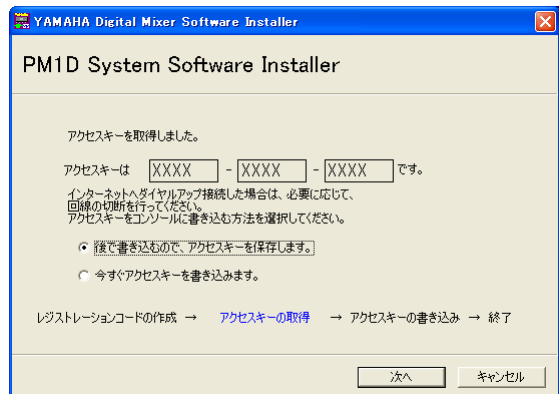 YAMAHA Digital Mixer Software Installer
PM1D System Software Installer
アクセスキーを取得しました。
アクセスキーは XXXX - XXXX - XXXX です。
インターネットへダイヤルアップ接続した場合は、必要に応じて、
回線の切断を行ってください。
アクセスキーをコンソールに書き込む方法を選択してください。
後で書き込むので、アクセスキーを保存します。
今すぐアクセスキーを書き込みます。
レジストレーションコードの作成 → アクセスキーの取得 → アクセスキーの書き込み → 終了
次へ キャンセル